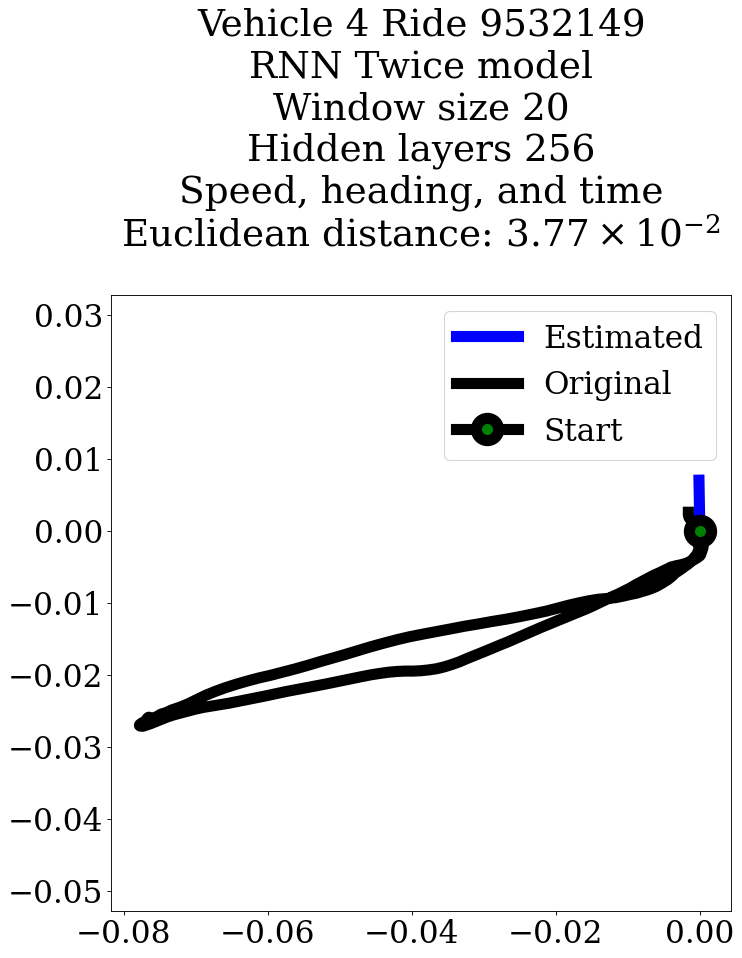 Vehicle 4 Ride 9532149
RNN Twice model
Window size 20
Hidden layers 256
Speed, heading, and time
Euclidean distance: 3.77 × 10⁻²
Estimated
Original
Start
0.03
0.02
0.01
0.00
−0.01
−0.02
−0.03
−0.04
−0.05
−0.08 −0.06 −0.04 −0.02 0.00